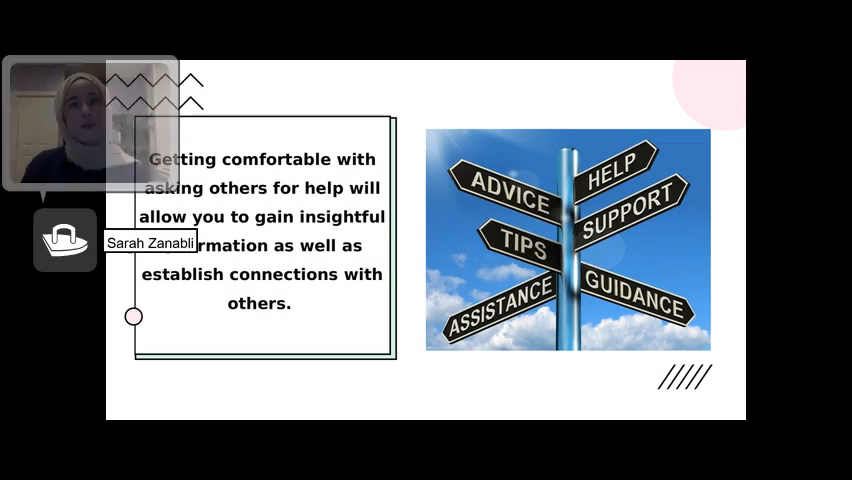 Getting comfortable with
asking others for help will
allow you to gain insightful
information as well as
establish connections with
others.
Sarah Zanabli
ADVICE
HELP
SUPPORT
TIPS
ASSISTANCE
GUIDANCE